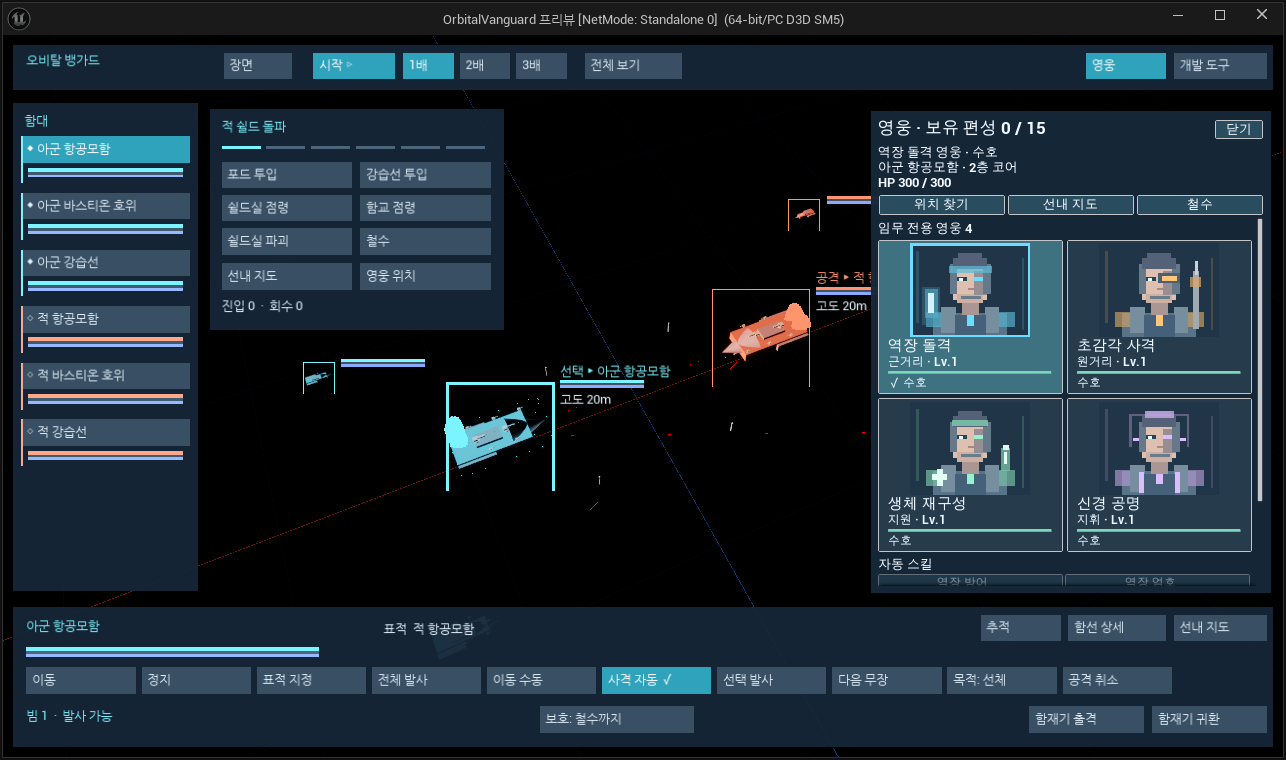 OrbitalVanguard 프리뷰 [NetMode: Standalone 0] (64-bit/PC D3D SM5)
오비탈 뱅가드
장면
시작 ▶
1배
2배
3배
전체 보기
영웅
개발 도구
함대
◆ 아군 항공모함
◆ 아군 바스티온 호위
◆ 아군 강습선
◇ 적 항공모함
◇ 적 바스티온 호위
◇ 적 강습선
적 쉴드 돌파
포드 투입
강습선 투입
쉴드실 점령
함교 점령
쉴드실 파괴
철수
선내 지도
영웅 위치
진입 0 · 회수 0
공격 ▶ 적
고도 20m
선택 ▶ 아군 항공모함
고도 20m
영웅 · 보유 편성 0 / 15
닫기
역장 돌격 영웅 · 수호
아군 항공모함 · 2층 코어
HP 300 / 300
위치 찾기
선내 지도
철수
임무 전용 영웅 4
역장 돌격
근거리 · Lv.1
√ 수호
초감각 사격
원거리 · Lv.1
수호
생체 재구성
지원 · Lv.1
수호
신경 공명
지휘 · Lv.1
수호
자동 스킬
역장 방어
역장 엄호
아군 항공모함
표적 적 항공모함
추적
함선 상세
선내 지도
이동
정지
표적 지정
전체 발사
이동 수동
사격 자동 √
선택 발사
다음 무장
목적: 선체
공격 취소
빔 1 · 발사 가능
보호: 철수까지
함재기 출격
함재기 귀환